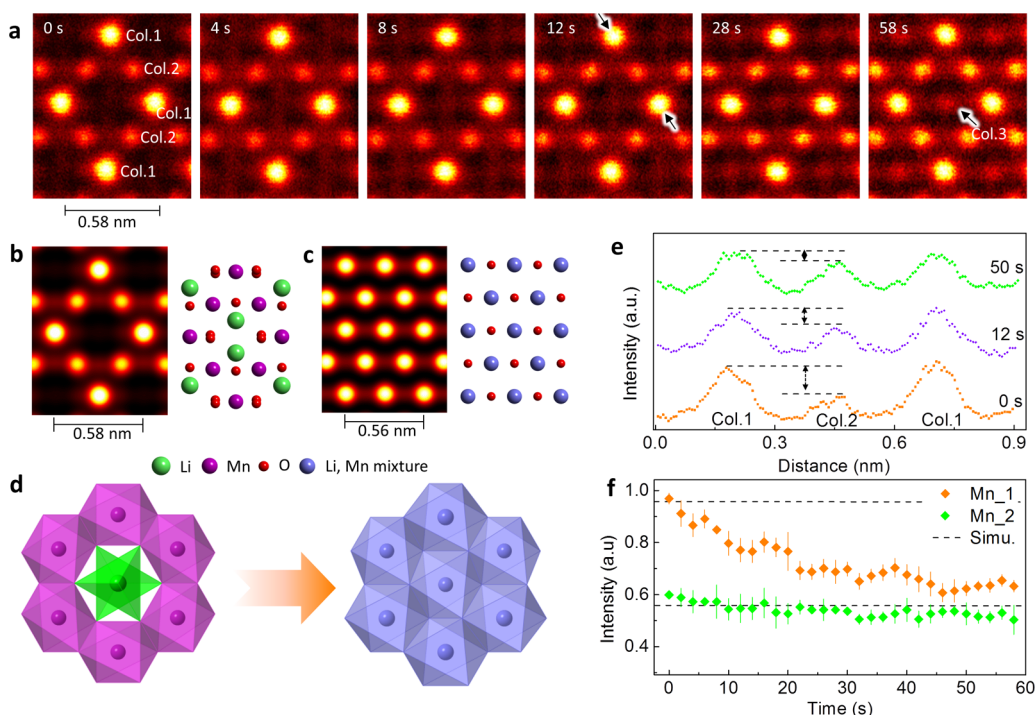 a
0 s
4 s
8 s
12 s
28 s
58 s
Col.1
Col.2
Col.1
Col.2
Col.1
Col.3
0.58 nm
b
0.58 nm
c
0.56 nm
Li
Mn
O
Li, Mn mixture
d
e
50 s
12 s
0 s
Col.1
Col.2
Col.1
0.0
0.3
0.6
0.9
Distance (nm)
Intensity (a.u.)
f
1.0
0.8
0.6
0.4
Mn_1
Mn_2
Simu.
0
10
20
30
40
50
60
Time (s)
Intensity (a.u)